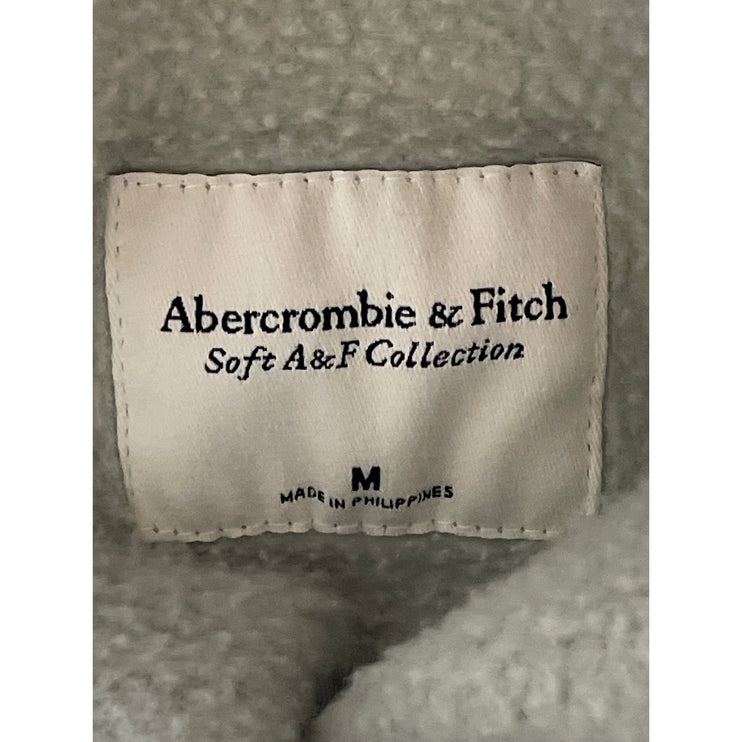 Abercrombie & Fitch
Soft A&F Collection
M
MADE IN PHILIPPINES